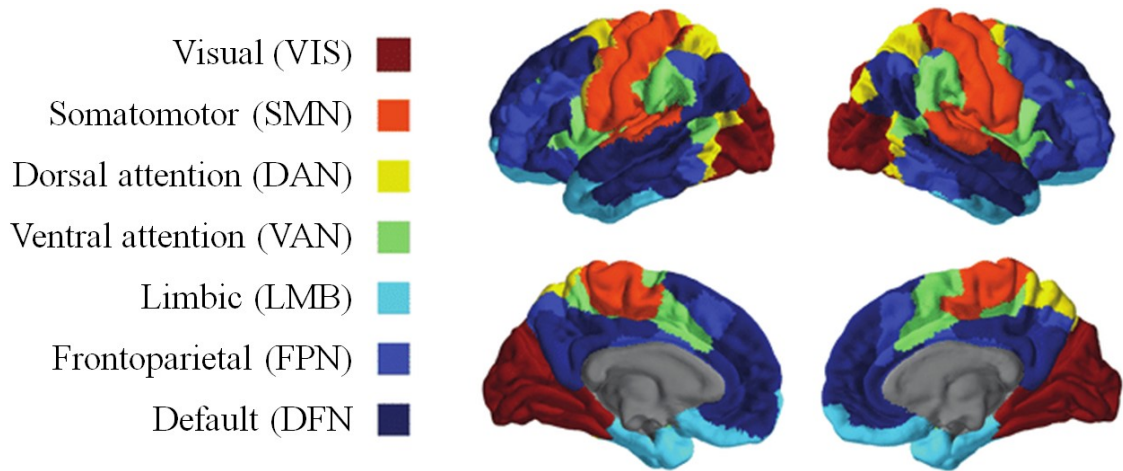 Visual (VIS)
Somatomotor (SMN)
Dorsal attention (DAN)
Ventral attention (VAN)
Limbic (LMB)
Frontoparietal (FPN)
Default (DFN